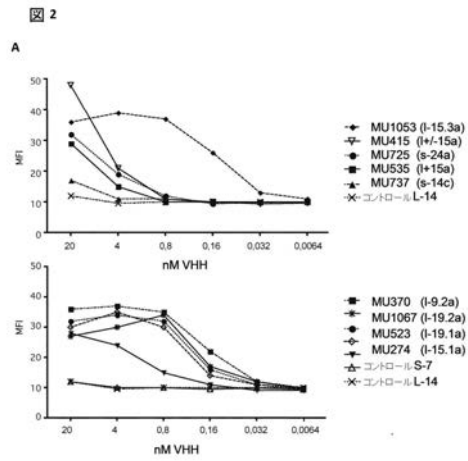 図 2
A
50
40
30
20
10
0
MFI
20 4 0,8 0,16 0,032 0,0064
nM VHH
MU1053 (l-15.3a)
MU415 (l+/-15a)
MU725 (s-24a)
MU535 (l+15a)
MU737 (s-14c)
コントロール L-14
50
40
30
20
10
0
MFI
20 4 0,8 0,16 0,032 0,0064
nM VHH
MU370 (l-9.2a)
MU1067 (l-19.2a)
MU523 (l-19.1a)
MU274 (l-15.1a)
コントロール S-7
コントロール L-14